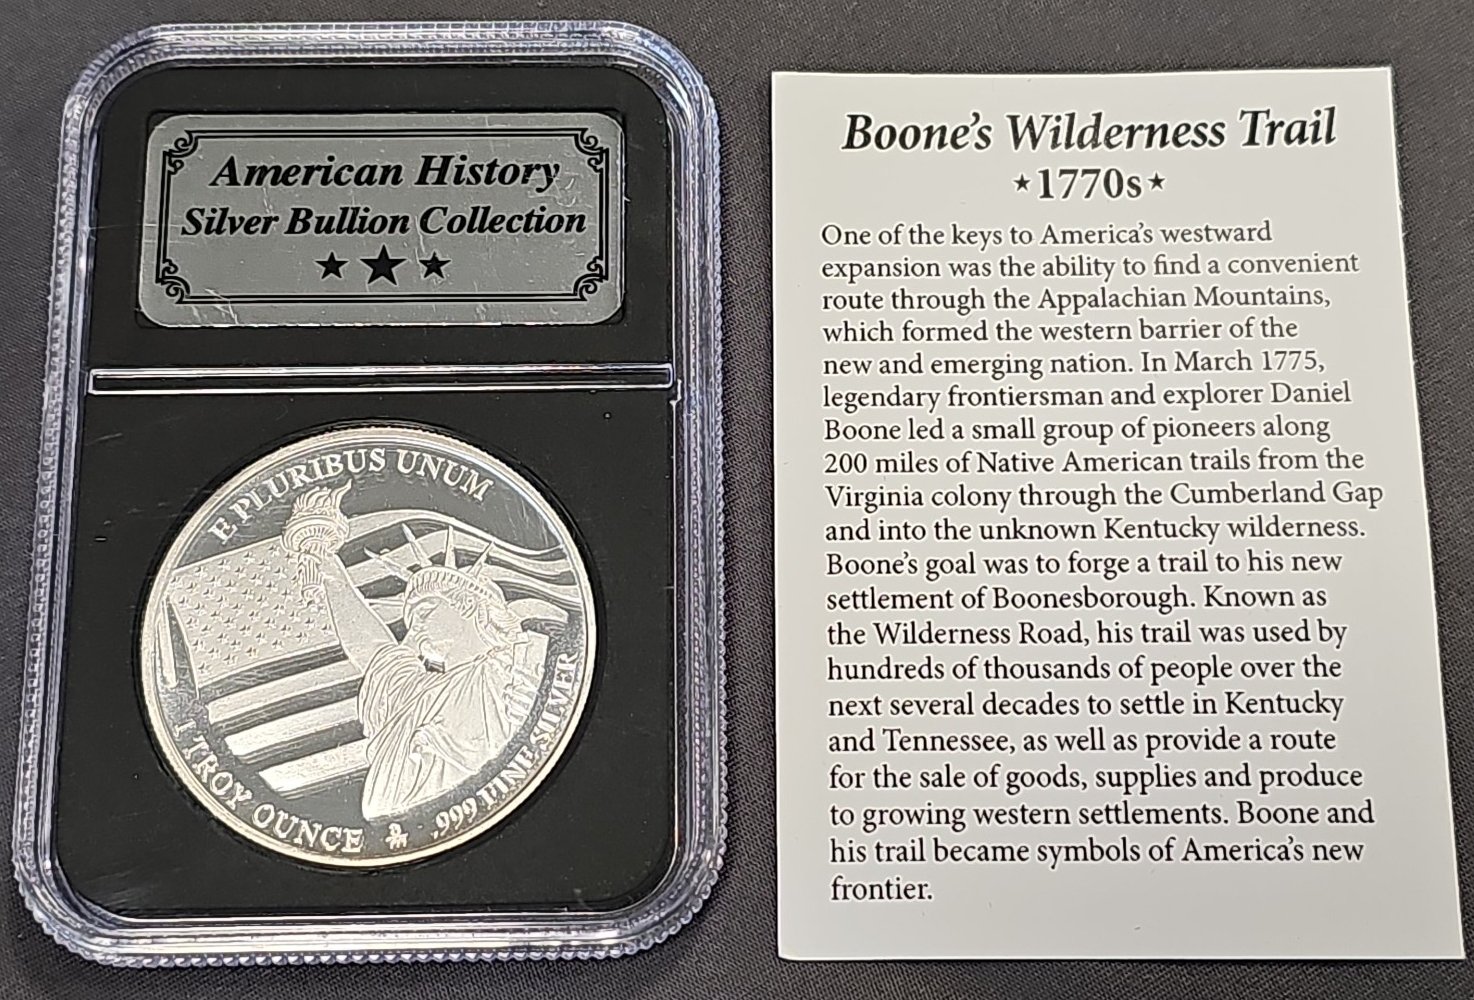 American History
Silver Bullion Collection
E PLURIBUS UNUM
1 TROY OUNCE
.999 FINE SILVER
Boone's Wilderness Trail
★1770s★
One of the keys to America's westward
expansion was the ability to find a convenient
route through the Appalachian Mountains,
which formed the western barrier of the
new and emerging nation. In March 1775,
legendary frontiersman and explorer Daniel
Boone led a small group of pioneers along
200 miles of Native American trails from the
Virginia colony through the Cumberland Gap
and into the unknown Kentucky wilderness.
Boone's goal was to forge a trail to his new
settlement of Boonesborough. Known as
the Wilderness Road, his trail was used by
hundreds of thousands of people over the
next several decades to settle in Kentucky
and Tennessee, as well as provide a route
for the sale of goods, supplies and produce
to growing western settlements. Boone and
his trail became symbols of America's new
frontier.